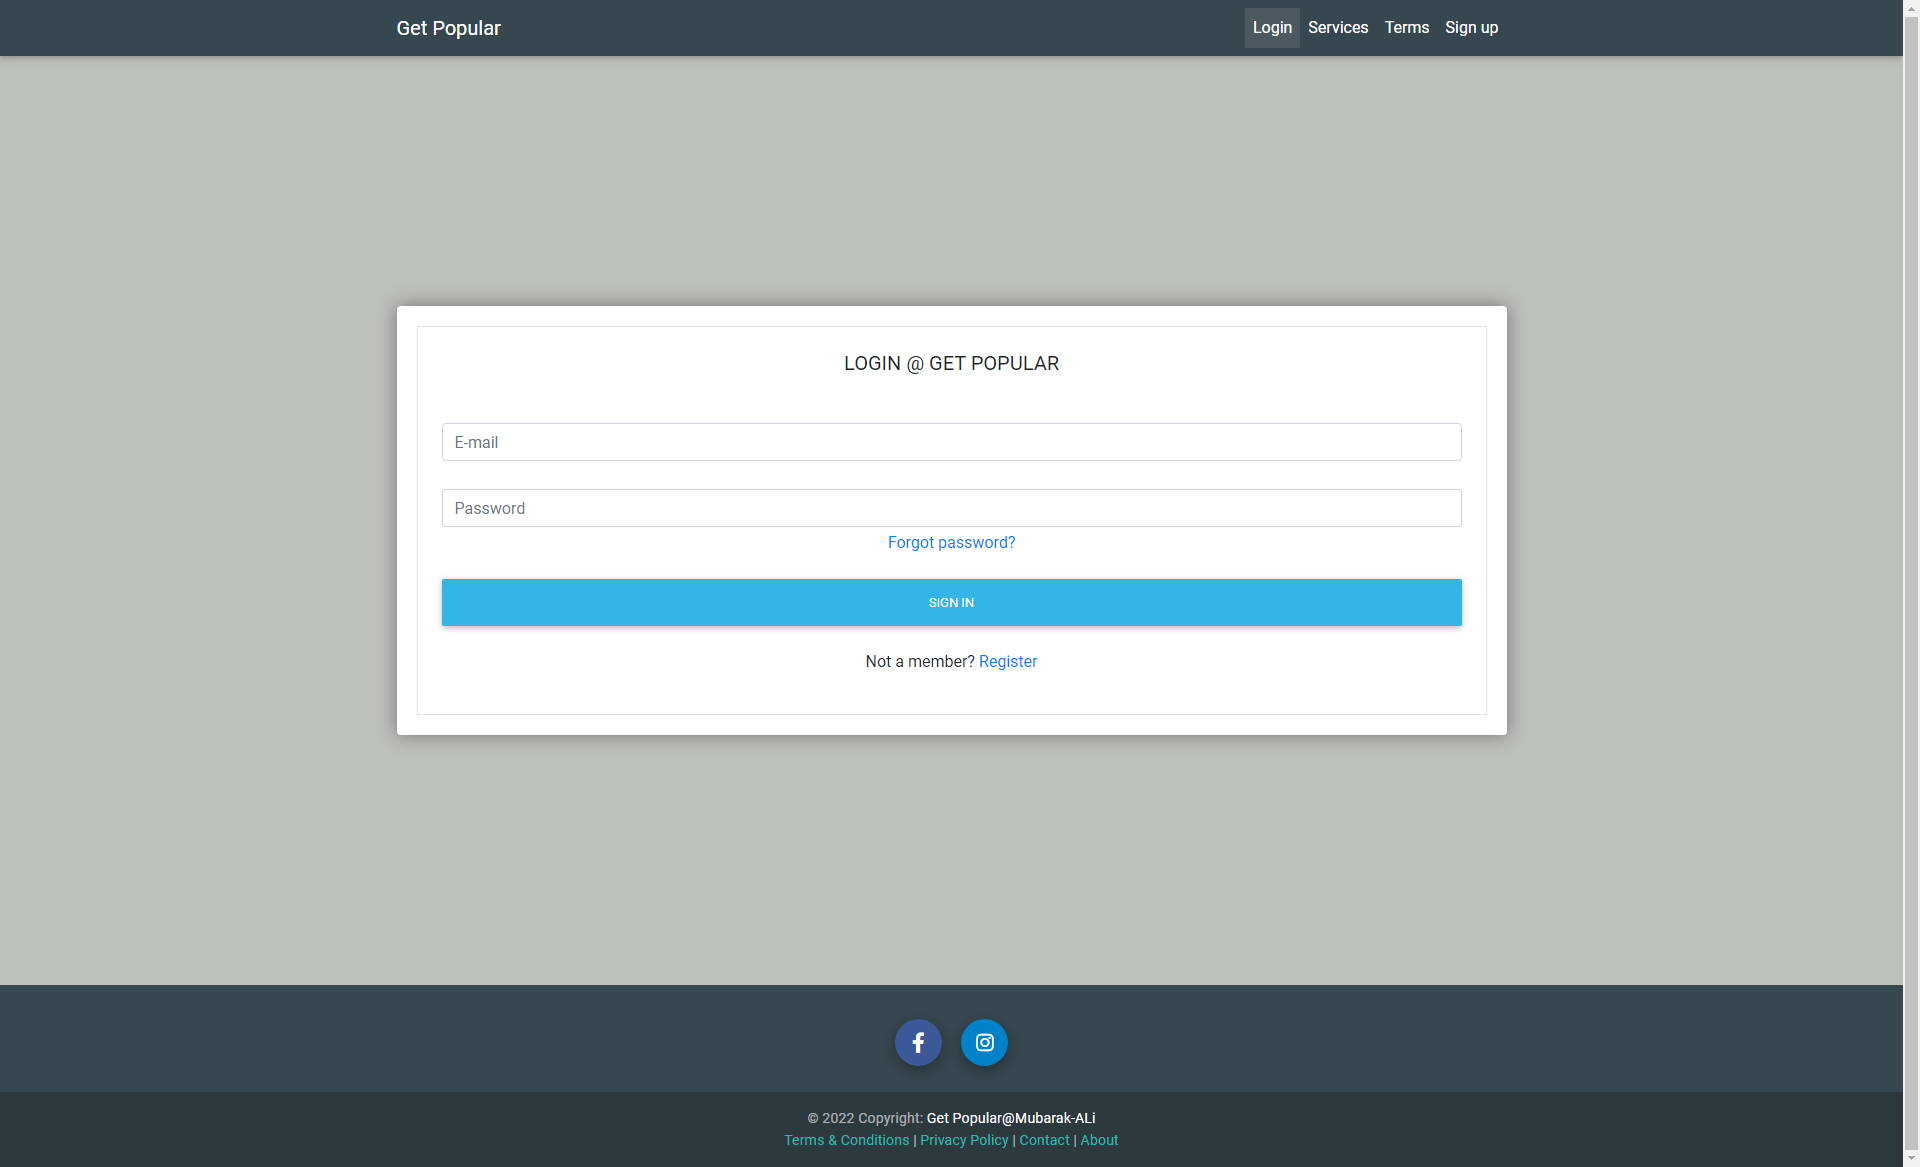 Get Popular
Login Services Terms Sign up
LOGIN @ GET POPULAR
E-mail
Password
Forgot password?
SIGN IN
Not a member? Register
© 2022 Copyright: Get Popular@Mubarak-ALi
Terms & Conditions | Privacy Policy | Contact | About